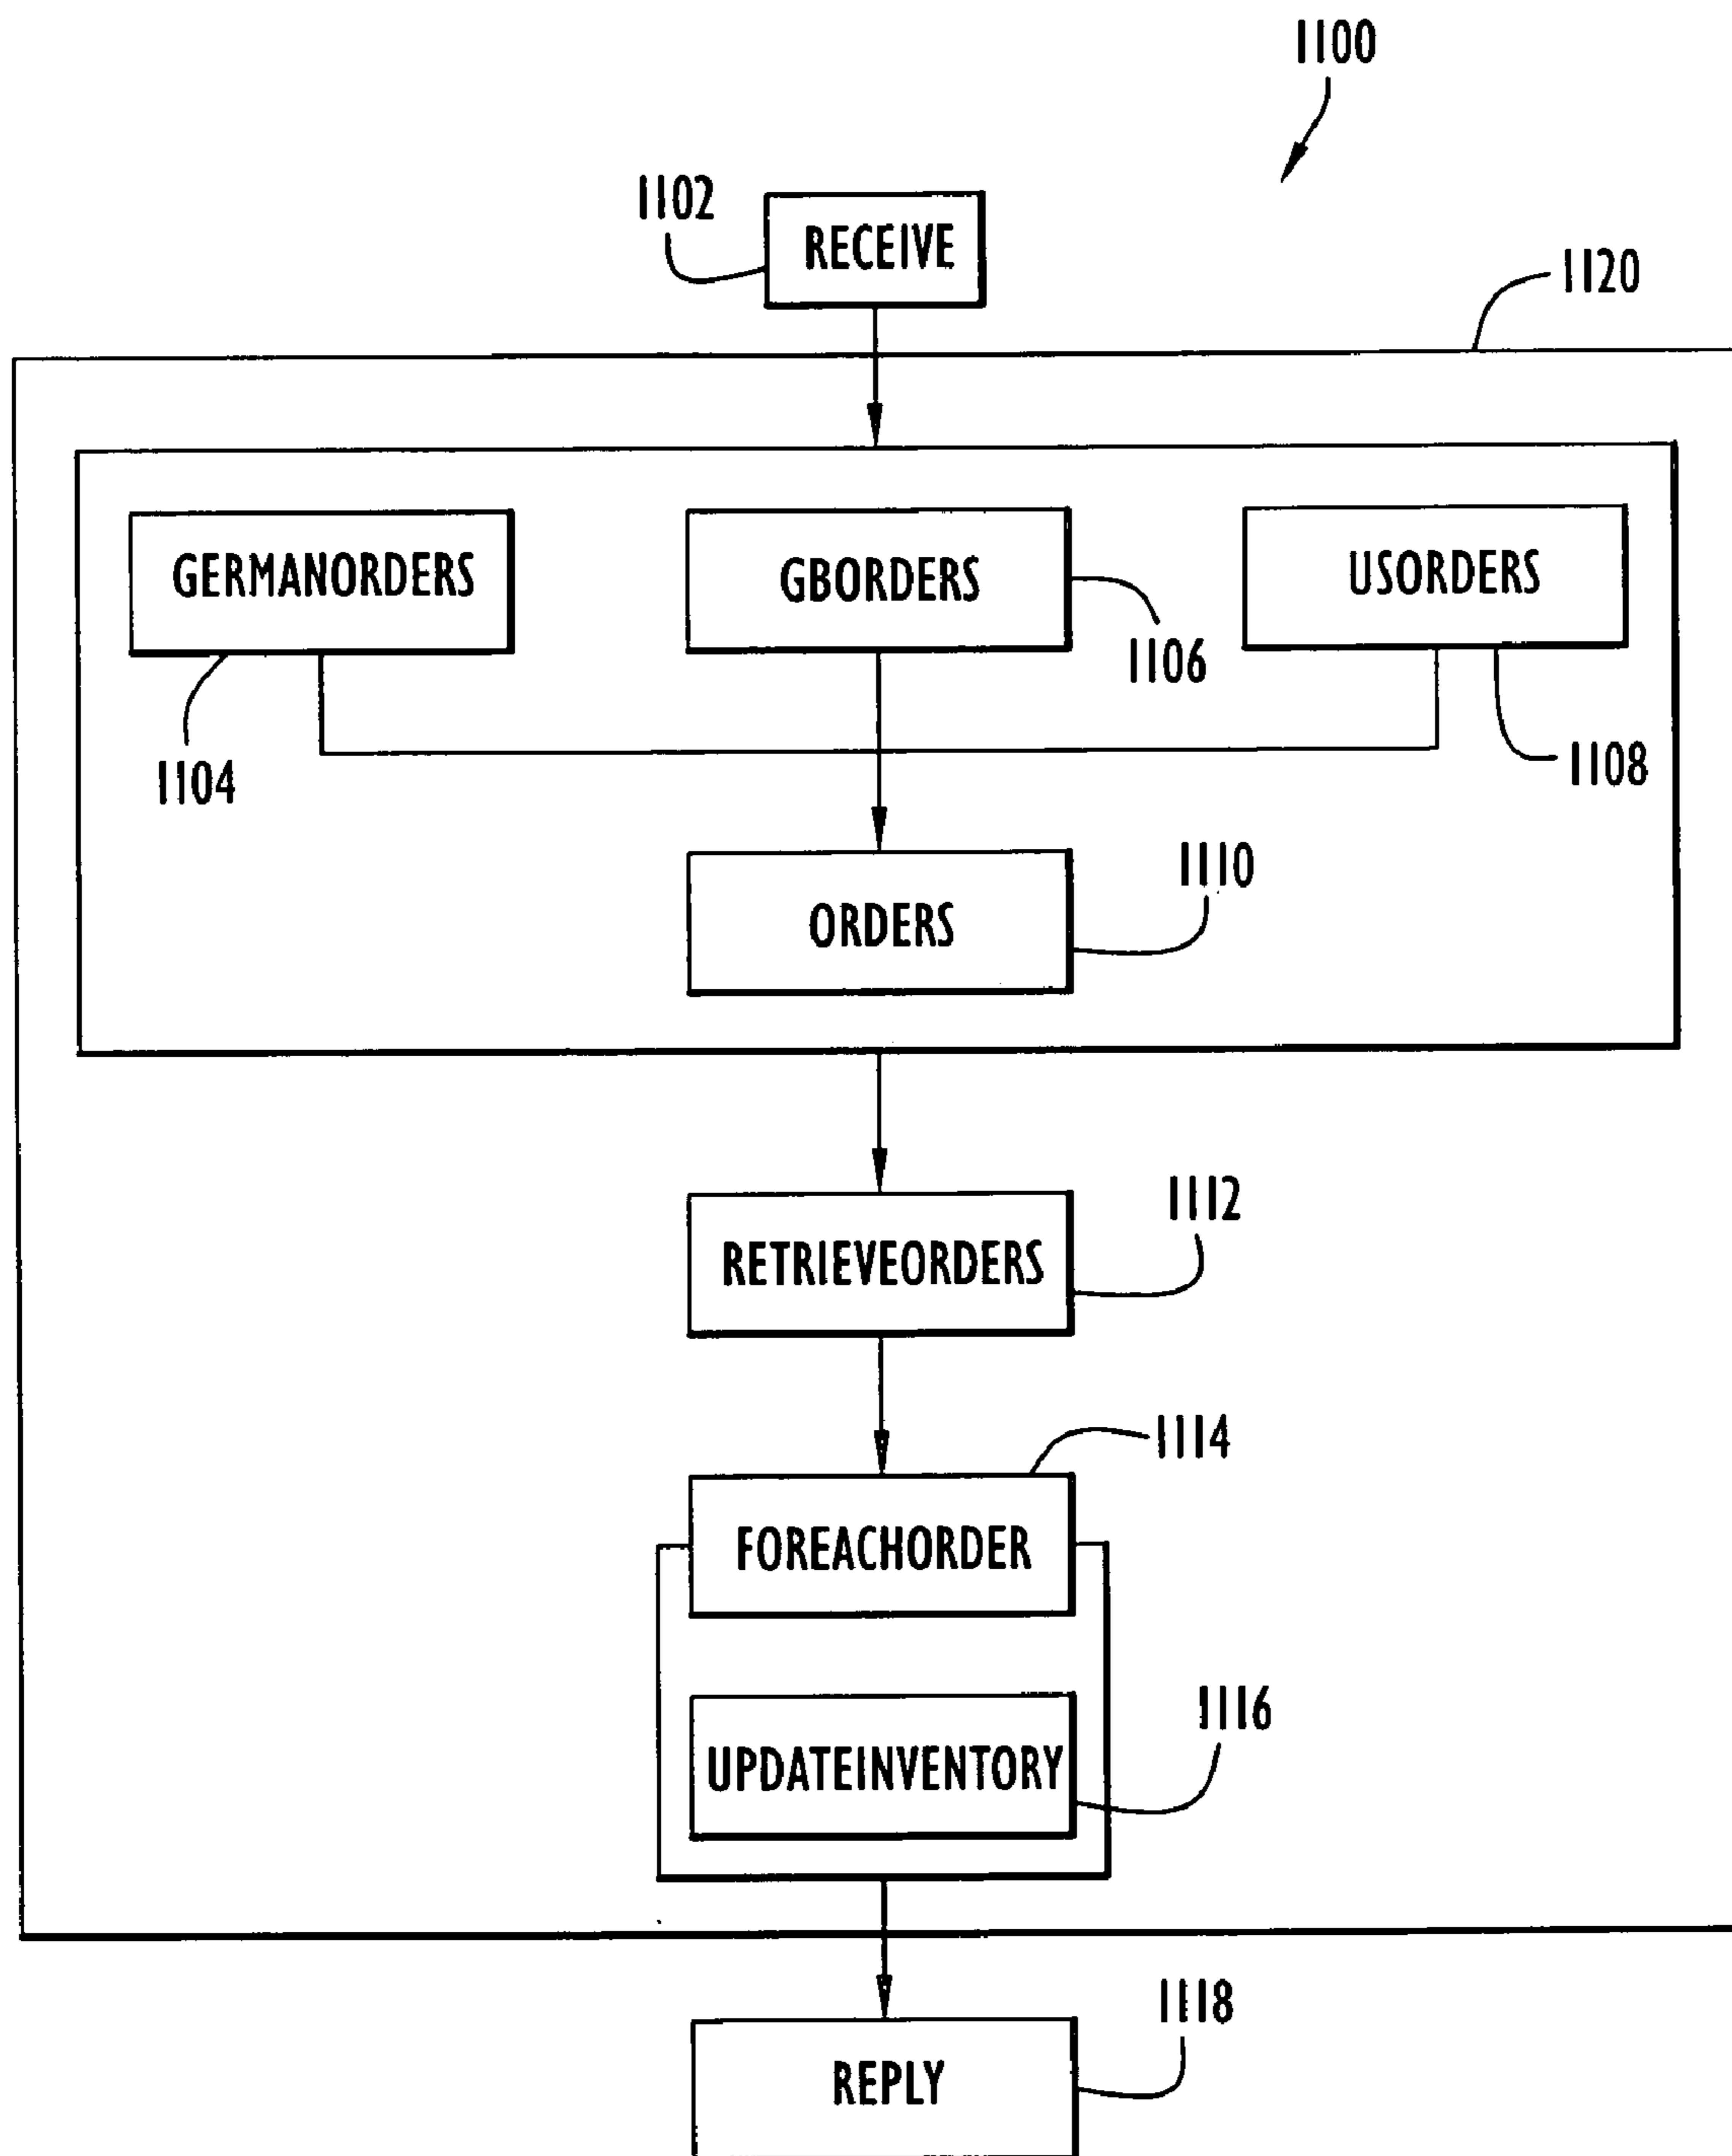 1100
1102
RECEIVE
1120
GERMANORDERS
GBORDERS
USORDERS
1106
1104
1108
1110
ORDERS
1112
RETRIEVEORDERS
1114
FOREACHORDER
1116
UPDATEINVENTORY
1118
REPLY